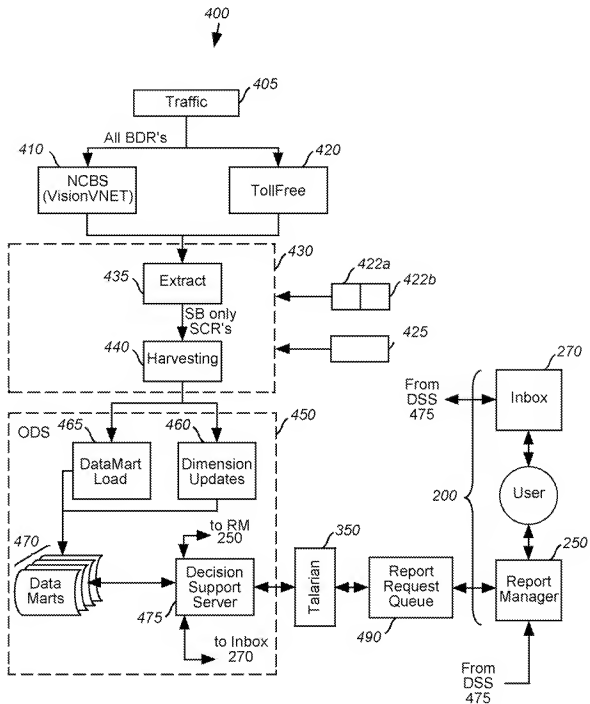 400
405
Traffic
All BDR's
410
420
NCBS
(VisionVNET)
TollFree
430
422a
435
Extract
422b
SB only
SCR's
425
440
Harvesting
270
From
DSS
475
Inbox
450
ODS
465
460
DataMart
Load
Dimension
Updates
200
User
470
to RM
250
350
250
Data
Marts
Decision
Support
Server
475
Talarian
Report
Request
Queue
490
Report
Manager
to Inbox
270
From
DSS
475